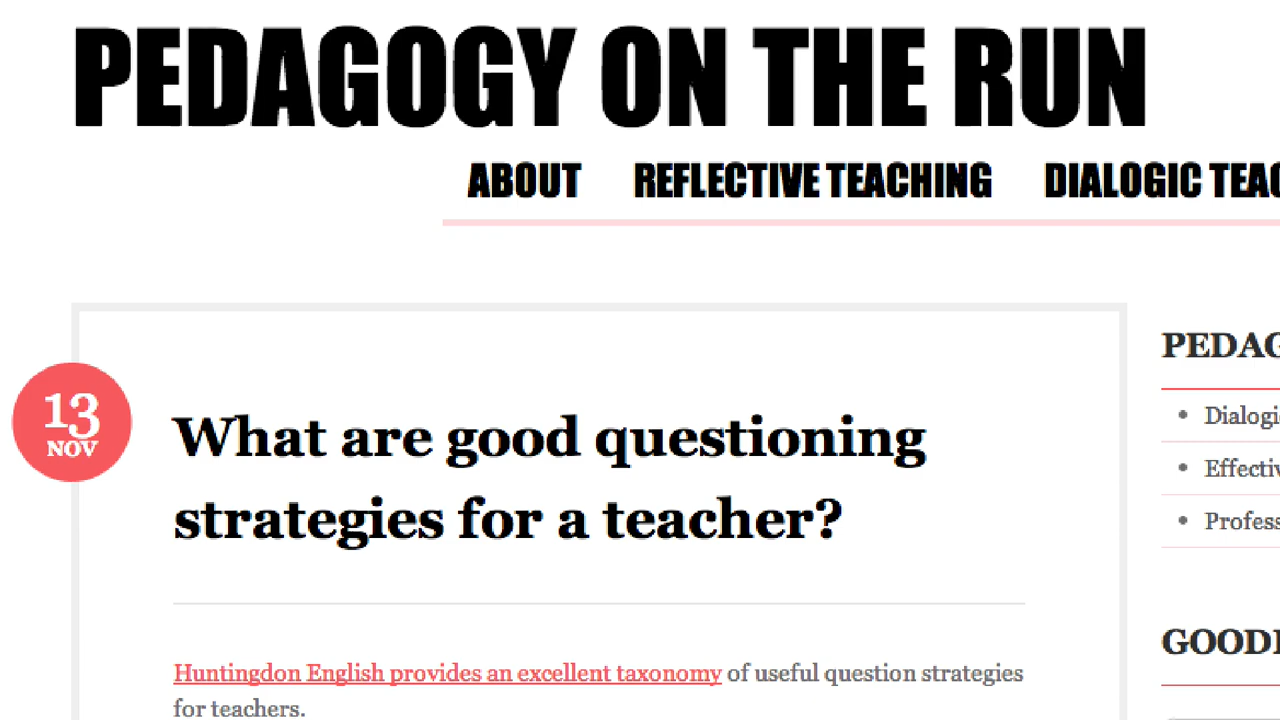 PEDAGOGY ON THE RUN
ABOUT REFLECTIVE TEACHING DIALOGIC
13
NOV
What are good questioning
strategies for a teacher?
Huntingdon English provides an excellent taxonomy of useful question strategies
for teachers.